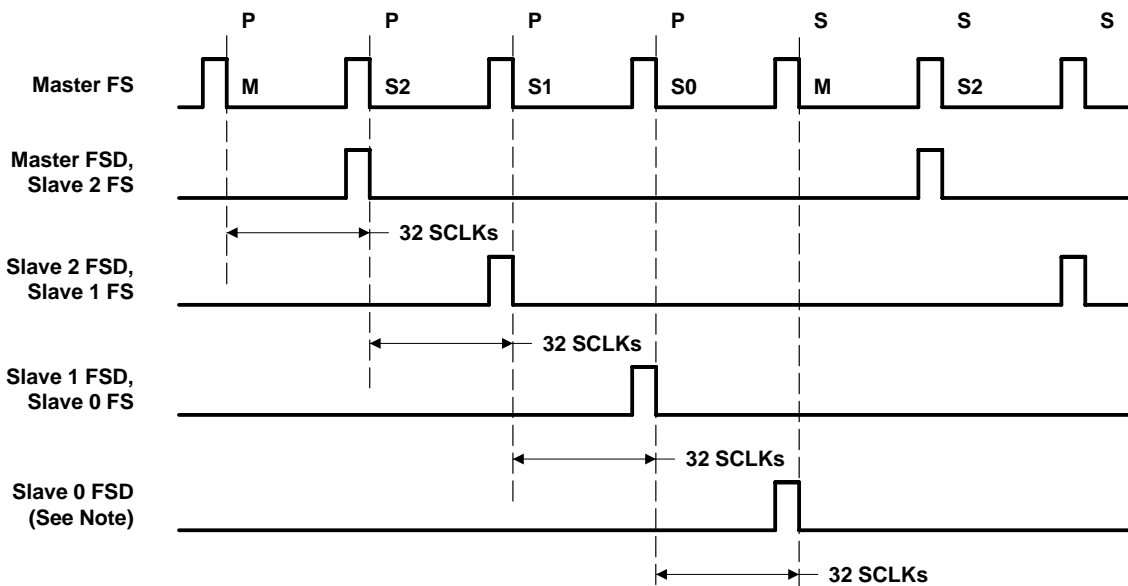 P P P P S S S
Master FS
M S2 S1 S0 M S2
Master FSD,
Slave 2 FS
32 SCLKs
Slave 2 FSD,
Slave 1 FS
32 SCLKs
Slave 1 FSD,
Slave 0 FS
32 SCLKs
Slave 0 FSD
(See Note)
32 SCLKs